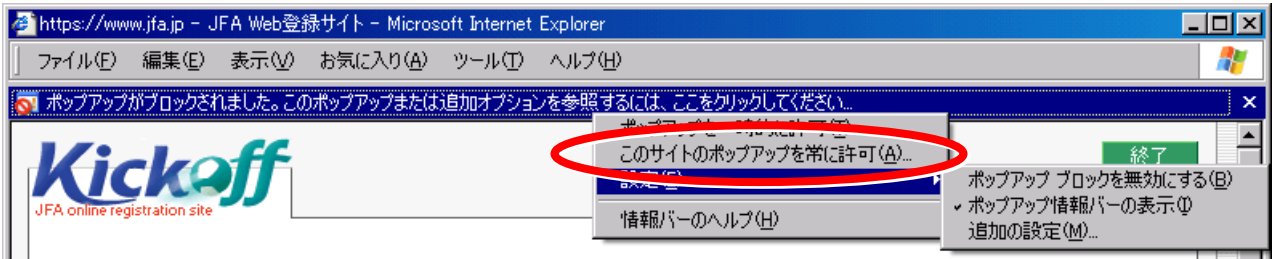 https://www.jfa.jp - JFA Web登録サイト - Microsoft Internet Explorer
ファイル(F) 編集(E) 表示(V) お気に入り(A) ツール(T) ヘルプ(H)
ポップアップがブロックされました。このポップアップまたは追加オプションを参照するには、ここをクリックしてください...
このサイトのポップアップを常に許可(A)...
終了
設定(E)
ポップアップ ブロックを無効にする(B)
Kickoff
ポップアップ情報バーの表示(I)
JFA online registration site
情報バーのヘルプ(H)
追加の設定(M)...